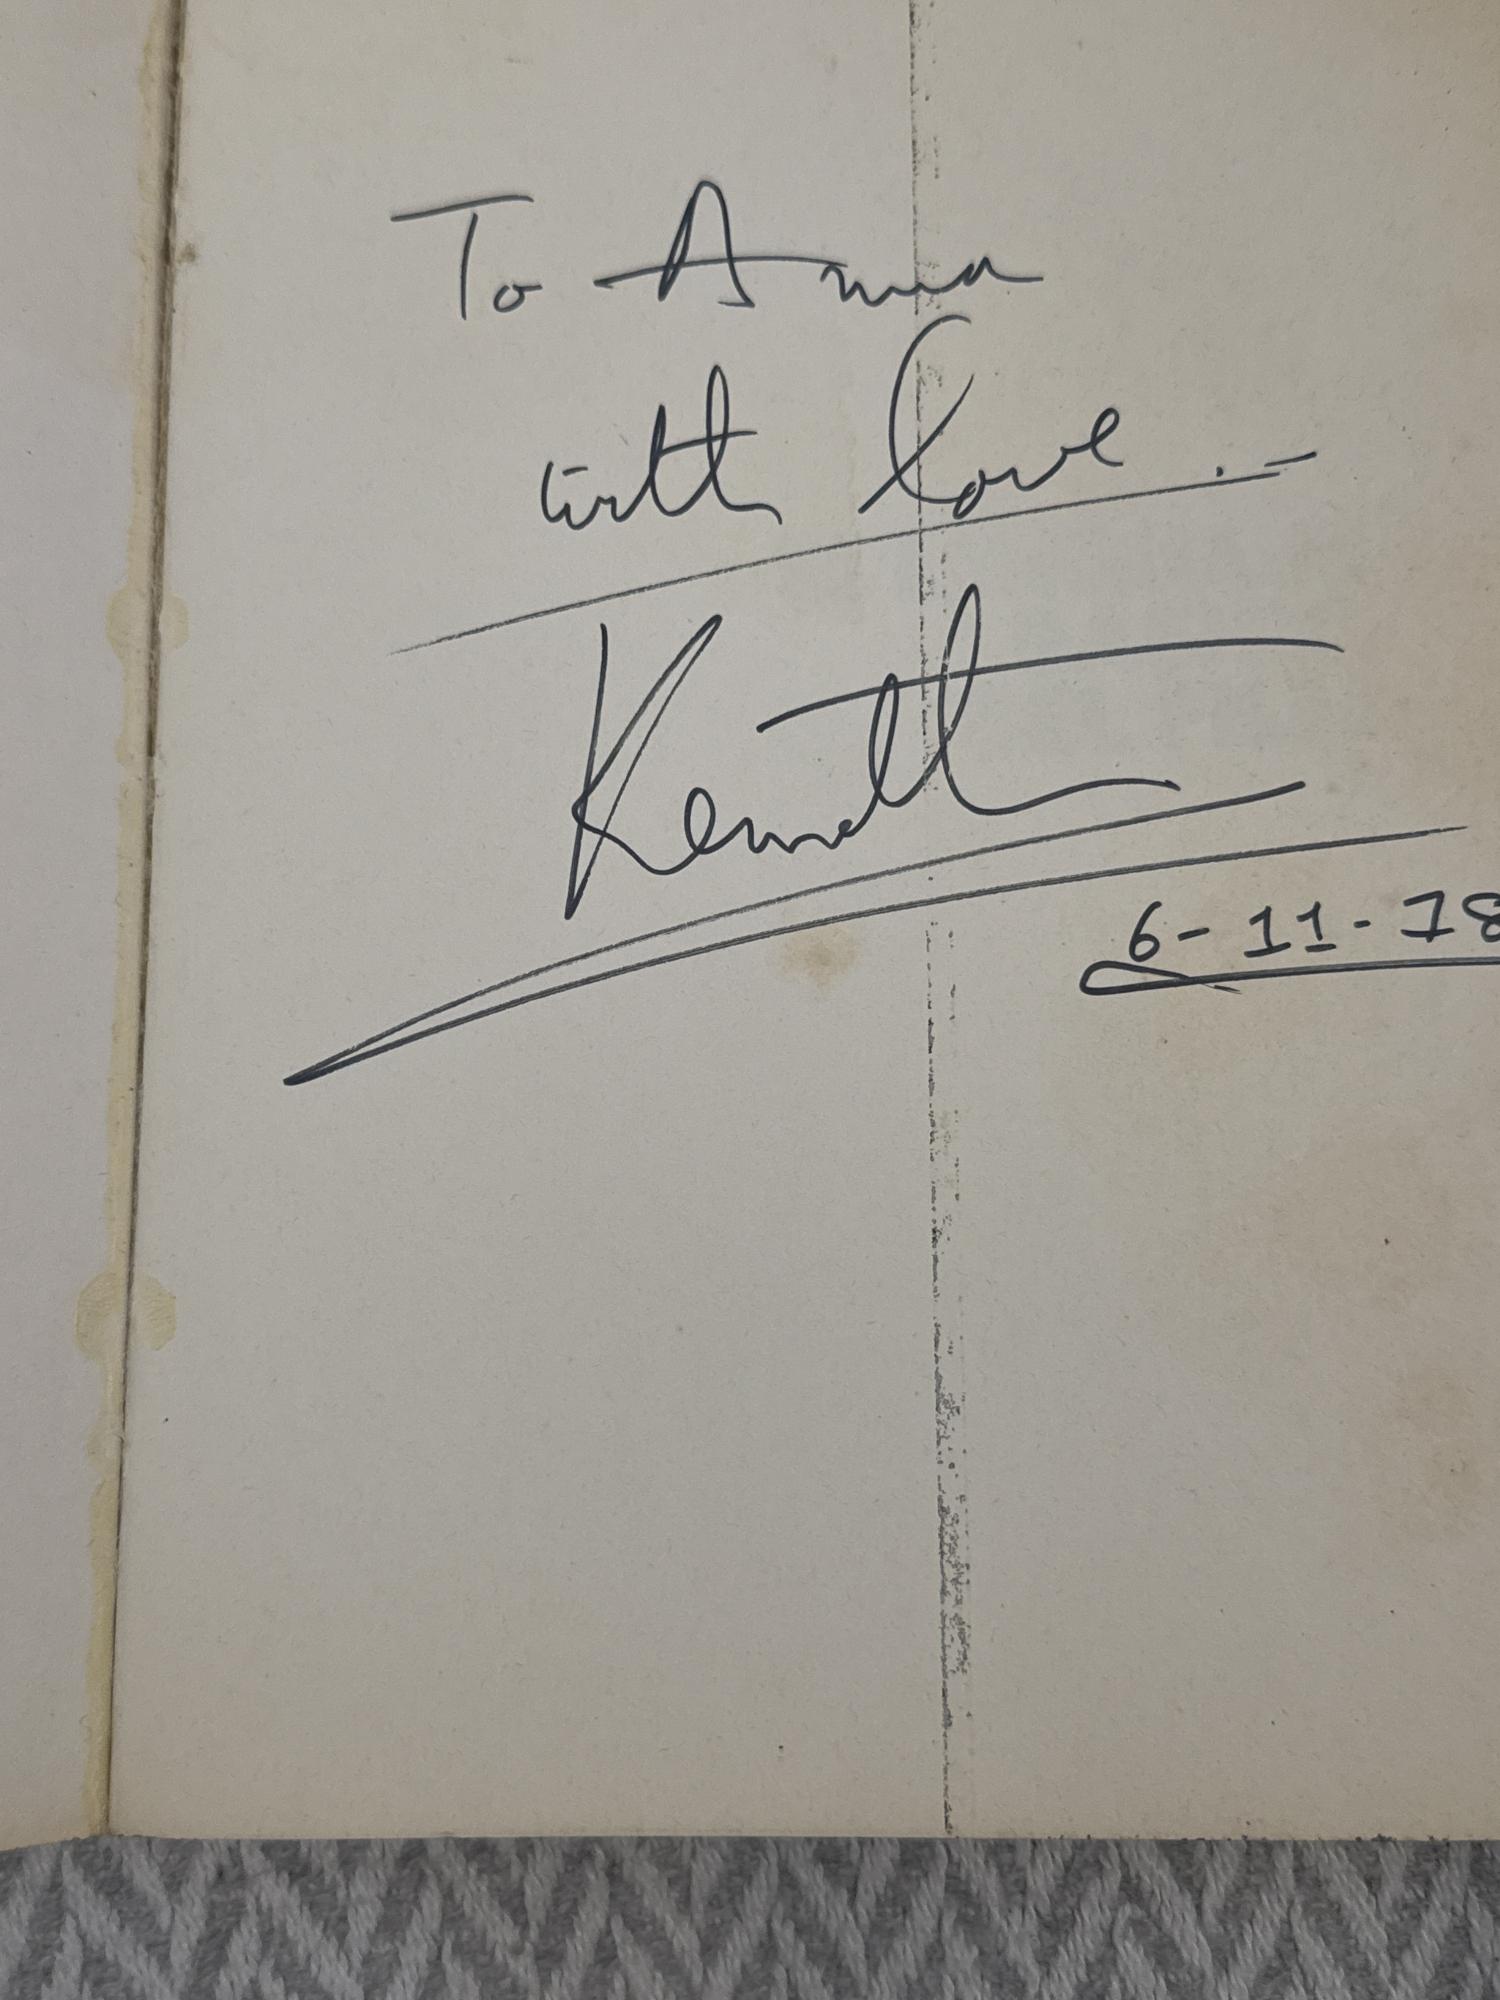 To Anna
with love .-
Kenneth
6-11-78